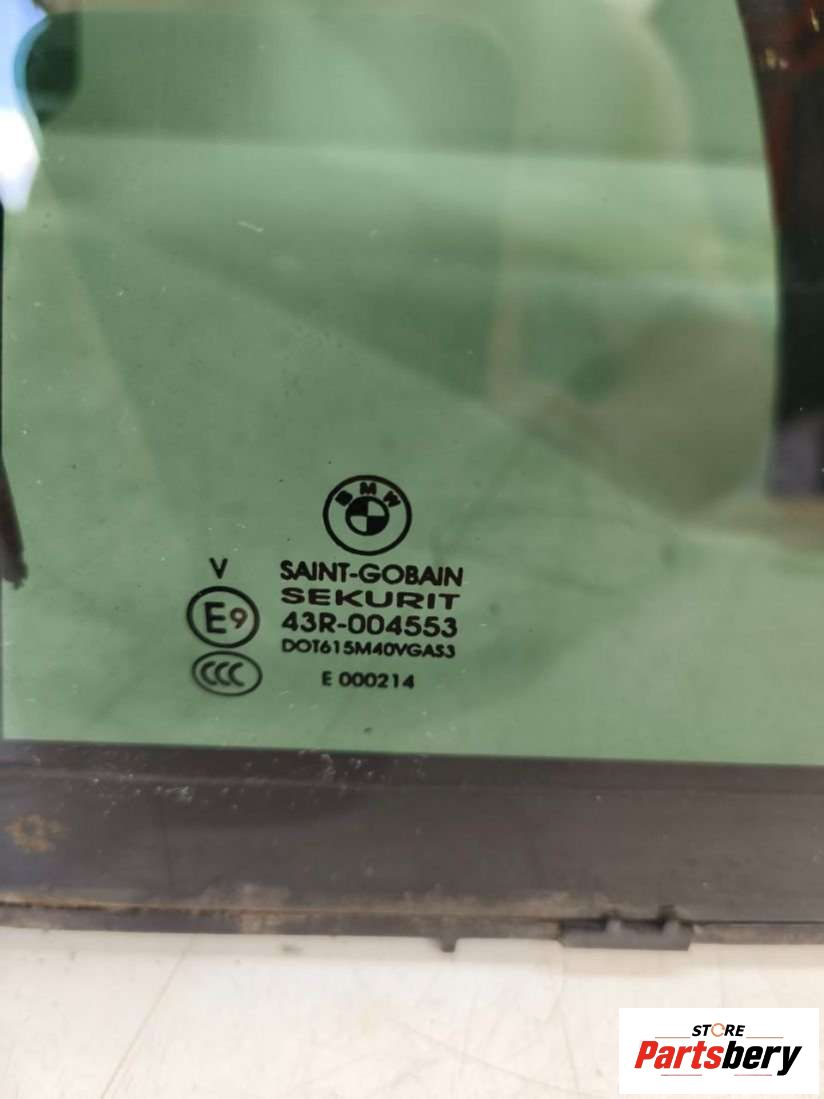 BMW
V
SAINT-GOBAIN
SEKURIT
E9
43R-004553
DOT615M40VGAS3
CCC
E 000214
STORE
Partsbery